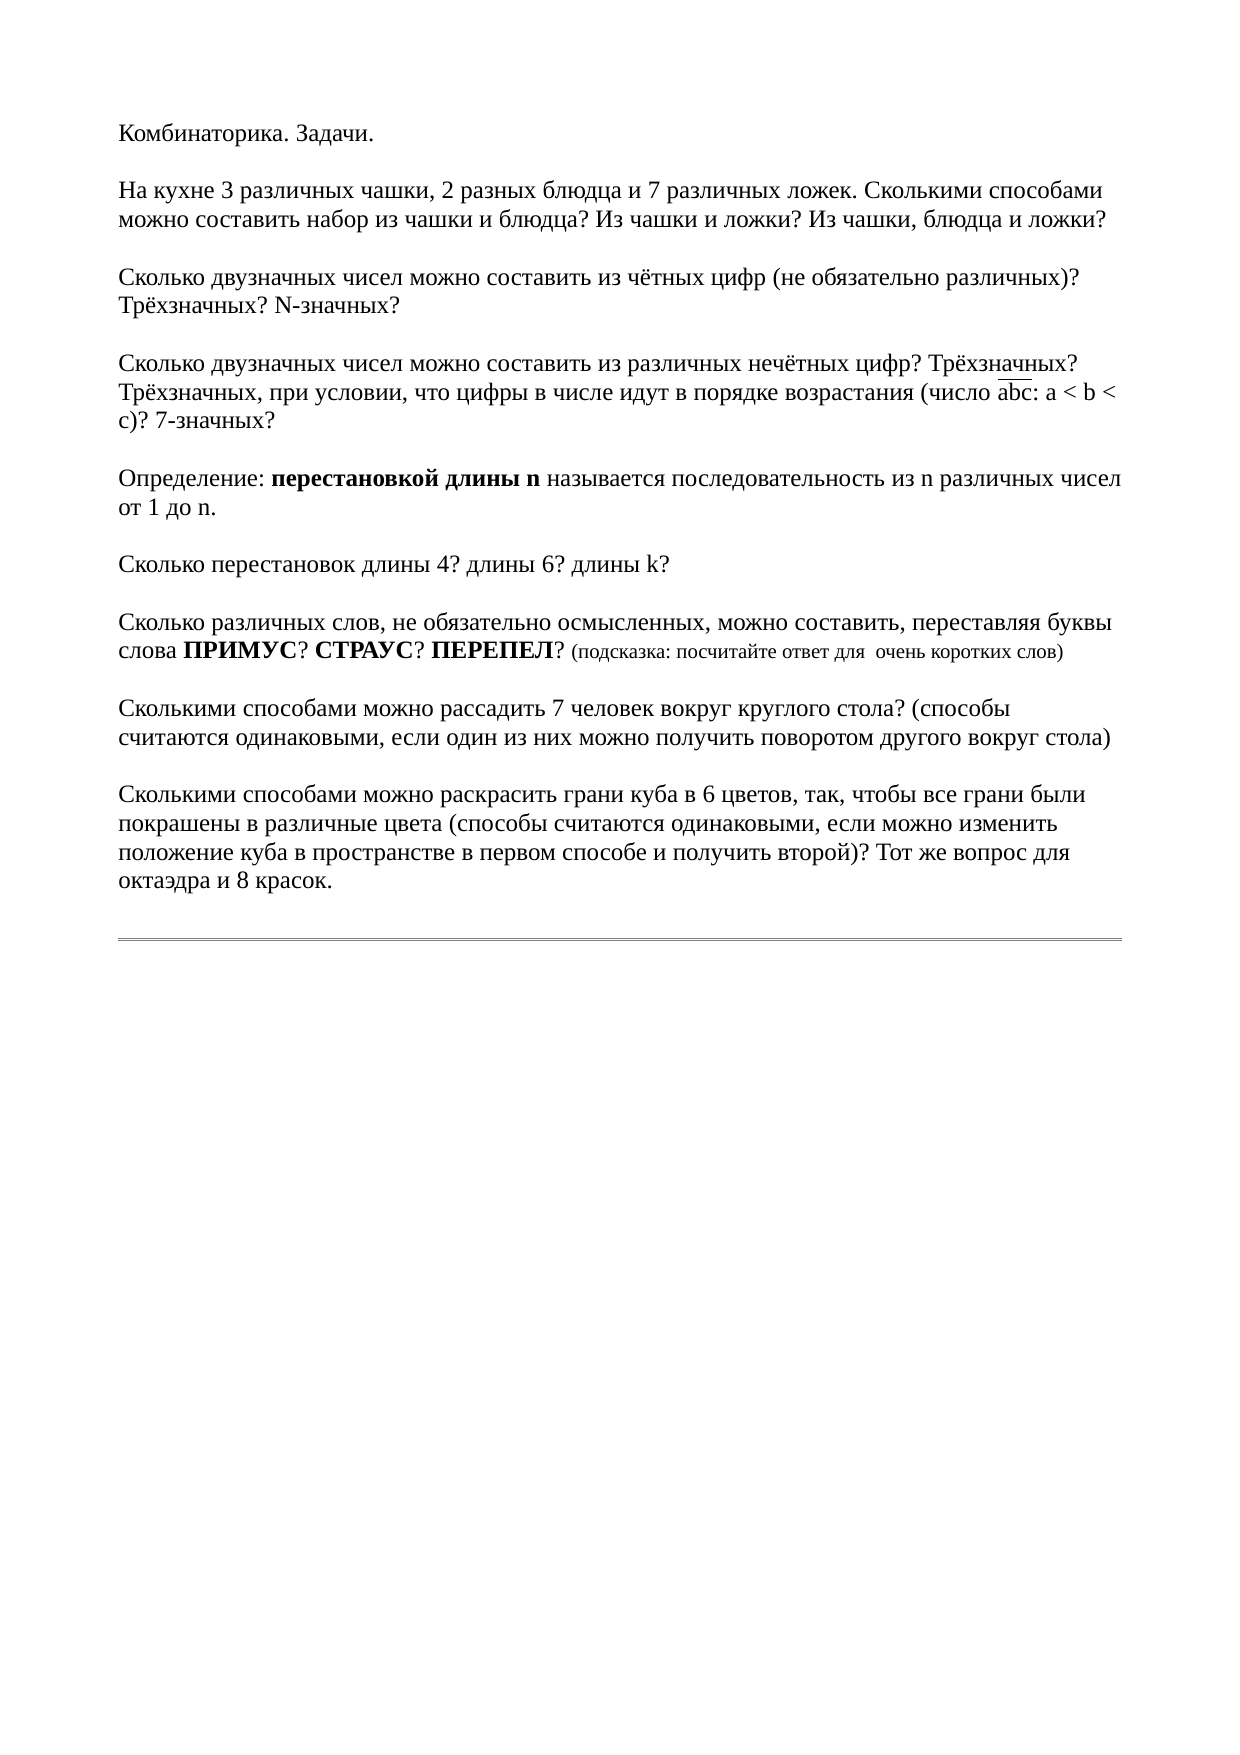 Комбинаторика. Задачи.
На кухне 3 различных чашки, 2 разных блюдца и 7 различных ложек. Сколькими способами
можно составить набор из чашки и блюдца? Из чашки и ложки? Из чашки, блюдца и ложки?
Сколько двузначных чисел можно составить из чётных цифр (не обязательно различных)?
Трёхзначных? N-значных?
Сколько двузначных чисел можно составить из различных нечётных цифр? Трёхзначных?
Трёхзначных, при условии, что цифры в числе идут в порядке возрастания (число abc: a < b <
c)? 7-значных?
Определение: перестановкой длины n называется последовательность из n различных чисел
от 1 до n.
Сколько перестановок длины 4? длины 6? длины k?
Сколько различных слов, не обязательно осмысленных, можно составить, переставляя буквы
слова ПРИМУС? СТРАУС? ПЕРЕПЕЛ? (подсказка: посчитайте ответ для  очень коротких слов)
Сколькими способами можно рассадить 7 человек вокруг круглого стола? (способы
считаются одинаковыми, если один из них можно получить поворотом другого вокруг стола)
Сколькими способами можно раскрасить грани куба в 6 цветов, так, чтобы все грани были
покрашены в различные цвета (способы считаются одинаковыми, если можно изменить
положение куба в пространстве в первом способе и получить второй)? Тот же вопрос для
октаэдра и 8 красок.